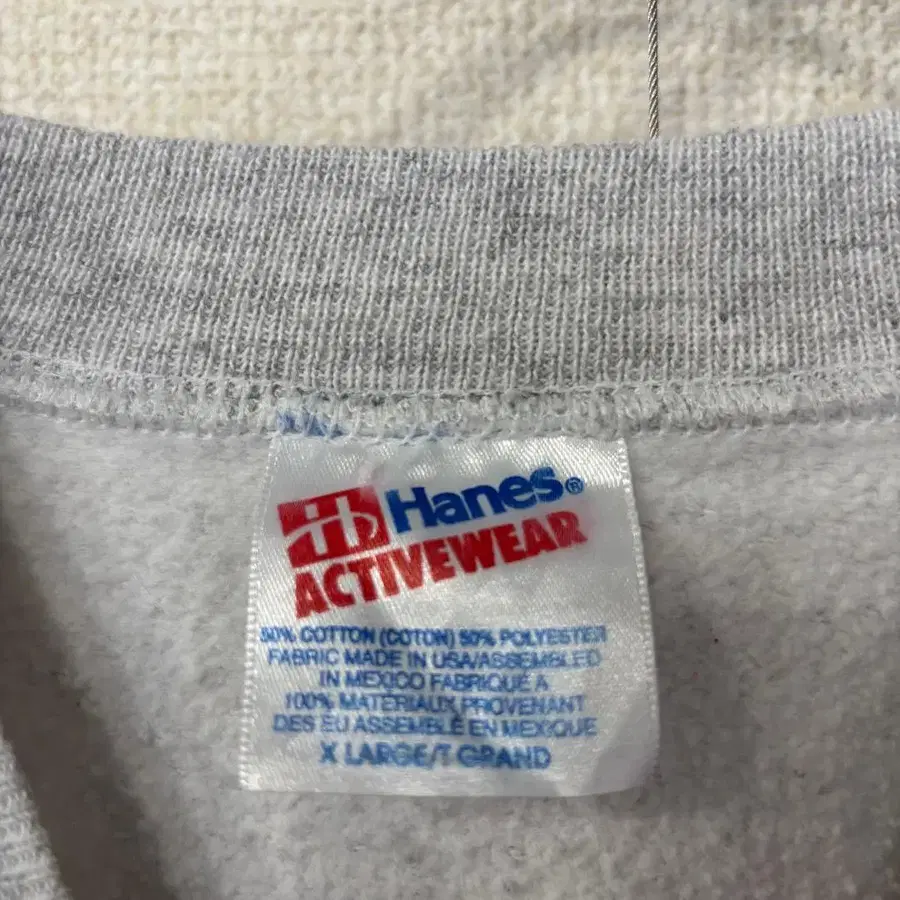 Hanes®
ACTIVEWEAR
50% COTTON (COTON) 50% POLYESTER
FABRIC MADE IN USA/ASSEMBLED
IN MEXICO FABRIQUÉ A
100% MATERIAUX PROVENANT
DES EU ASSEMBLÉ EN MEXIQUE
X LARGE/T GRAND